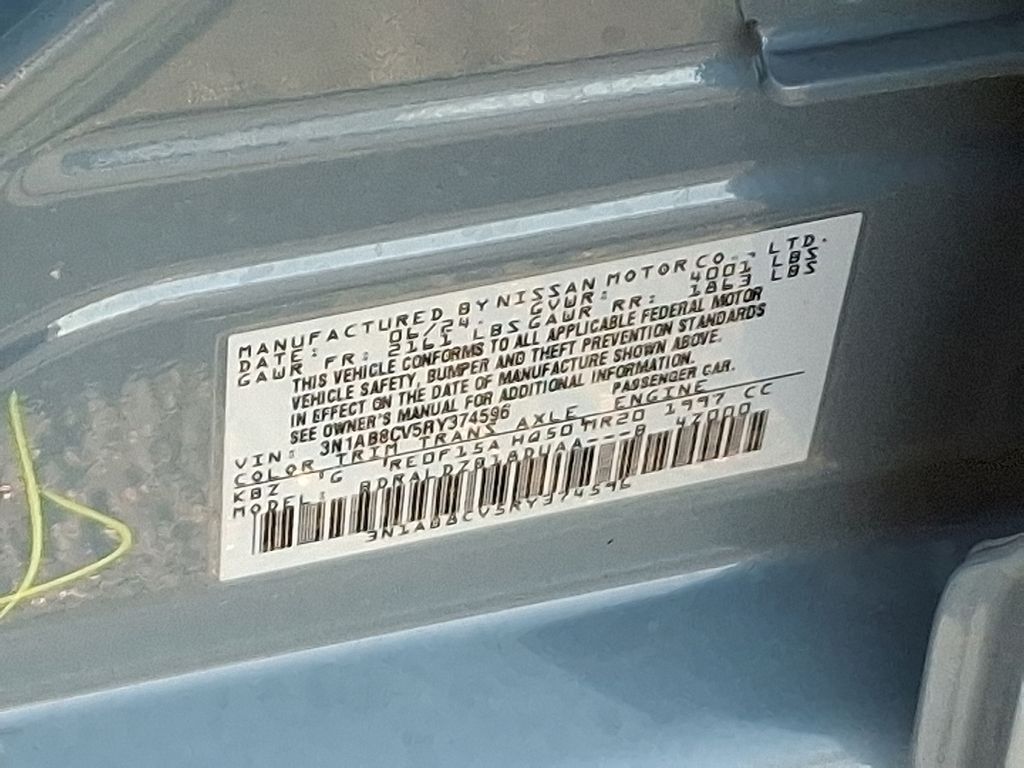 MANUFACTURED BY NISSAN MOTOR CO., LTD.
DATE: 06/24. GVWR: 4001 LBS
GAWR FR: 2161 LBS GAWR RR: 1863 LBS
THIS VEHICLE CONFORMS TO ALL APPLICABLE FEDERAL MOTOR
VEHICLE SAFETY, BUMPER AND THEFT PREVENTION STANDARDS
IN EFFECT ON THE DATE OF MANUFACTURE SHOWN ABOVE.
SEE OWNER'S MANUAL FOR ADDITIONAL INFORMATION.
VIN: 3N1AB8CV5RY374596 PASSENGER CAR.
COLOR TRIM TRANS AXLE ENGINE
KBZ G RE0F15A HQ50 MR20 1997 CC
MODEL: 47000
3N1AB8CV5RY374596